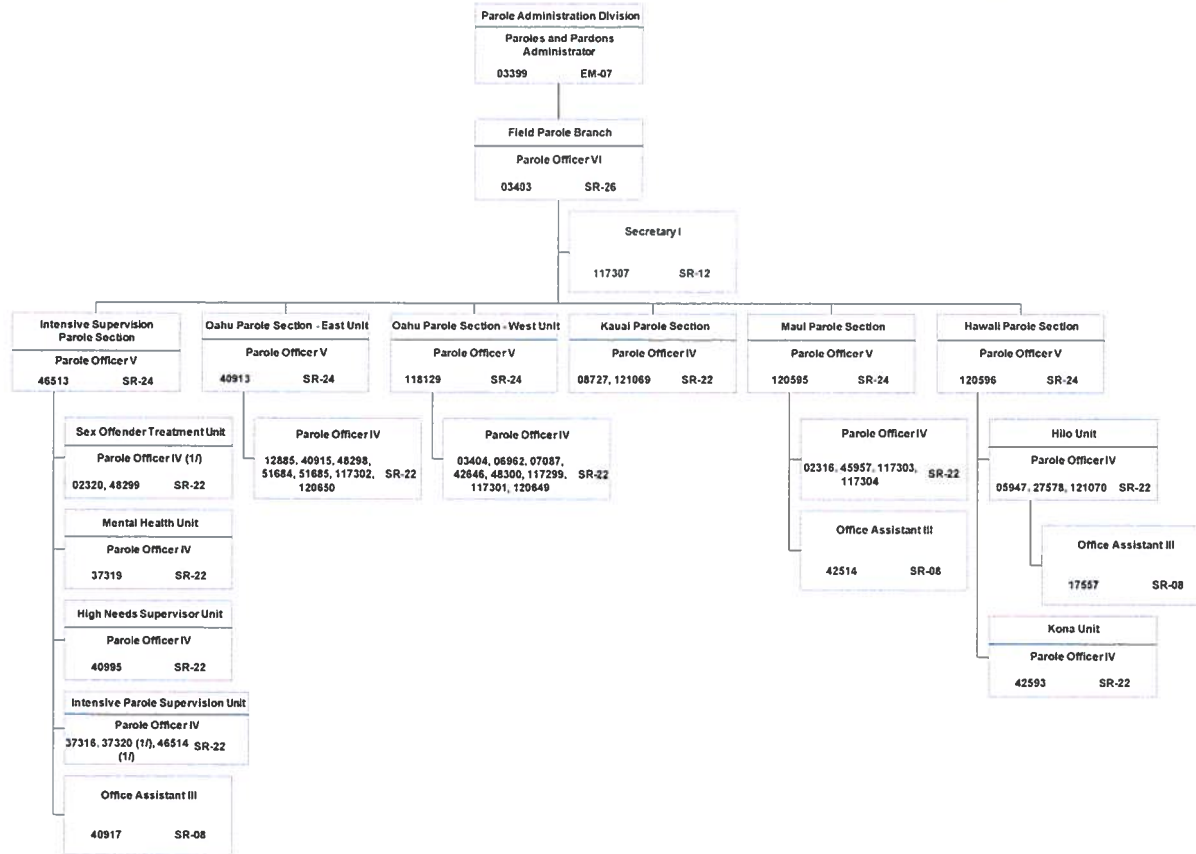 Parole Administration Division
Paroles and Pardons
Administrator
03399 EM-07
Field Parole Branch
Parole Officer VI
03403 SR-26
Secretary I
117307 SR-12
Intensive Supervision
Parole Section
Parole Officer V
46513 SR-24
Oahu Parole Section - East Unit
Parole Officer V
40913 SR-24
Oahu Parole Section - West Unit
Parole Officer V
118129 SR-24
Kauai Parole Section
Parole Officer IV
08727, 121069 SR-22
Maui Parole Section
Parole Officer V
120595 SR-24
Hawaii Parole Section
Parole Officer V
120596 SR-24
Sex Offender Treatment Unit
Parole Officer IV (1/)
02320, 48299 SR-22
Mental Health Unit
Parole Officer IV
37319 SR-22
High Needs Supervisor Unit
Parole Officer IV
40995 SR-22
Intensive Parole Supervision Unit
Parole Officer IV
37316, 37320 (1/), 46514 SR-22
(1/)
Office Assistant III
40917 SR-08
Parole Officer IV
12885, 40915, 48298,
51684, 51685, 117302, SR-22
120650
Parole Officer IV
03404, 06962, 07087,
42646, 48300, 117299, SR-22
117301, 120649
Parole Officer IV
02316, 45957, 117303, SR-22
117304
Office Assistant III
42514 SR-08
Hilo Unit
Parole Officer IV
05947, 27578, 121070 SR-22
Office Assistant III
17557 SR-08
Kona Unit
Parole Officer IV
42593 SR-22